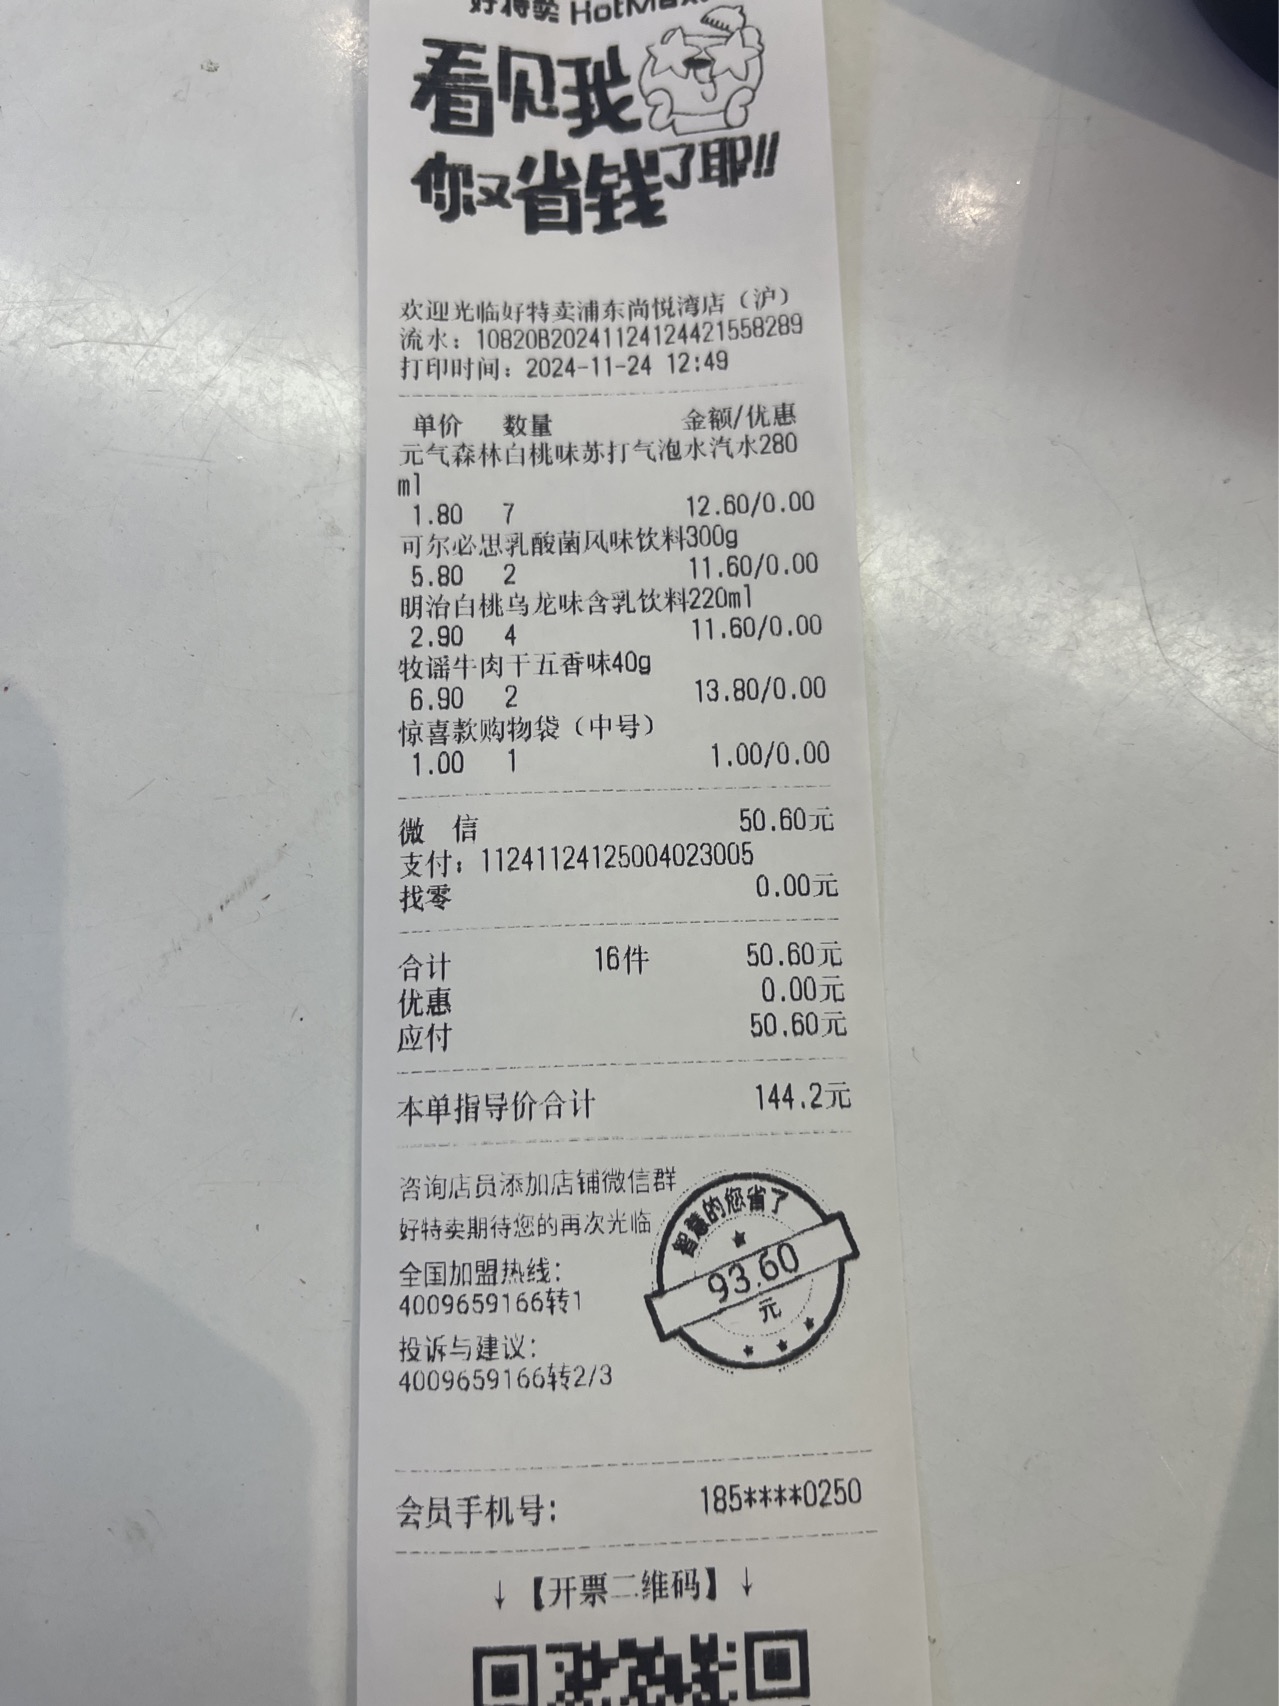 好特卖 HotMaxx
看见我
你又省钱了耶!!
欢迎光临好特卖浦东尚悦湾店（沪）
流水：10820B20241124124421558289
打印时间：2024-11-24 12:49
单价 数量 金额/优惠
元气森林白桃味苏打气泡水汽水280
ml
1.80 7 12.60/0.00
可尔必思乳酸菌风味饮料300g
5.80 2 11.60/0.00
明治白桃乌龙味含乳饮料220ml
2.90 4 11.60/0.00
牧谣牛肉干五香味40g
6.90 2 13.80/0.00
惊喜款购物袋（中号）
1.00 1 1.00/0.00
微 信 50.60元
支付：11241124125004023005
找零 0.00元
合计 16件 50.60元
优惠 0.00元
应付 50.60元
本单指导价合计 144.2元
咨询店员添加店铺微信群
好特卖期待您的再次光临
全国加盟热线：
4009659166转1
投诉与建议：
4009659166转2/3
智慧的您省了
93.60
元
会员手机号： 185****0250
↓【开票二维码】↓